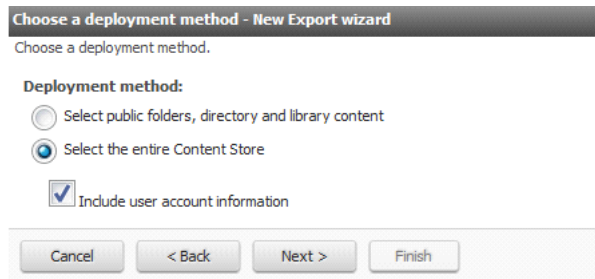 Choose a deployment method - New Export wizard
Choose a deployment method.
Deployment method:
Select public folders, directory and library content
Select the entire Content Store
Include user account information
Cancel < Back Next > Finish